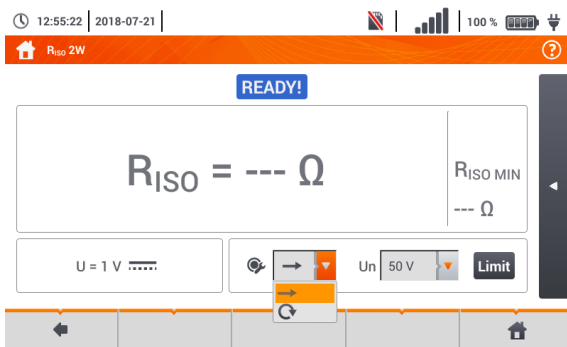 12:55:22 2018-07-21 100 %
RISO 2W ?
READY!
RISO = --- Ω
RISO MIN
--- Ω
U = 1 V
Un 50 V Limit